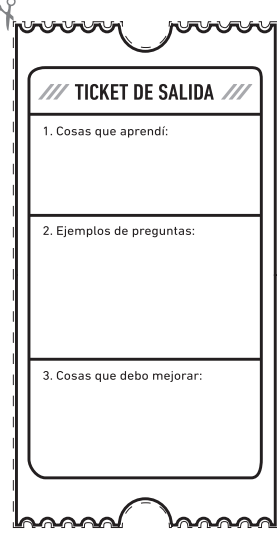 TICKET DE SALIDA
1. Cosas que aprendí:
2. Ejemplos de preguntas:
3. Cosas que debo mejorar: